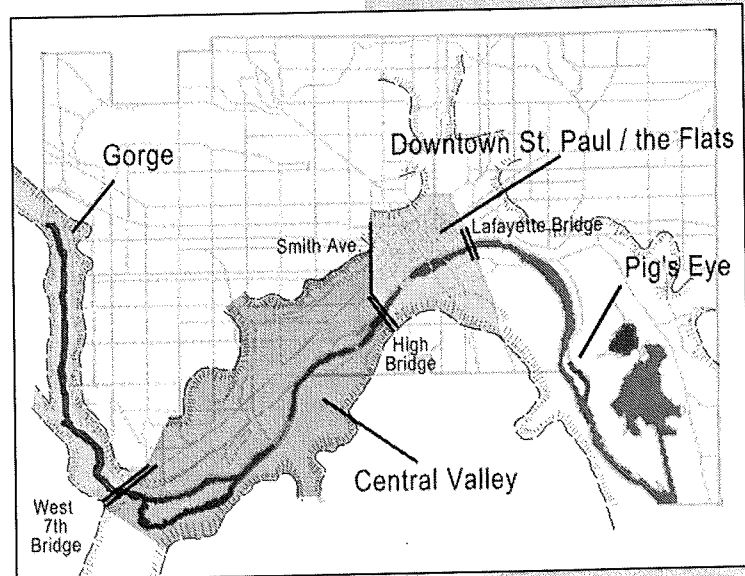 Gorge
Downtown St. Paul / the Flats
Smith Ave.
Lafayette Bridge
Pig's Eye
High
Bridge
Central Valley
West
7th
Bridge